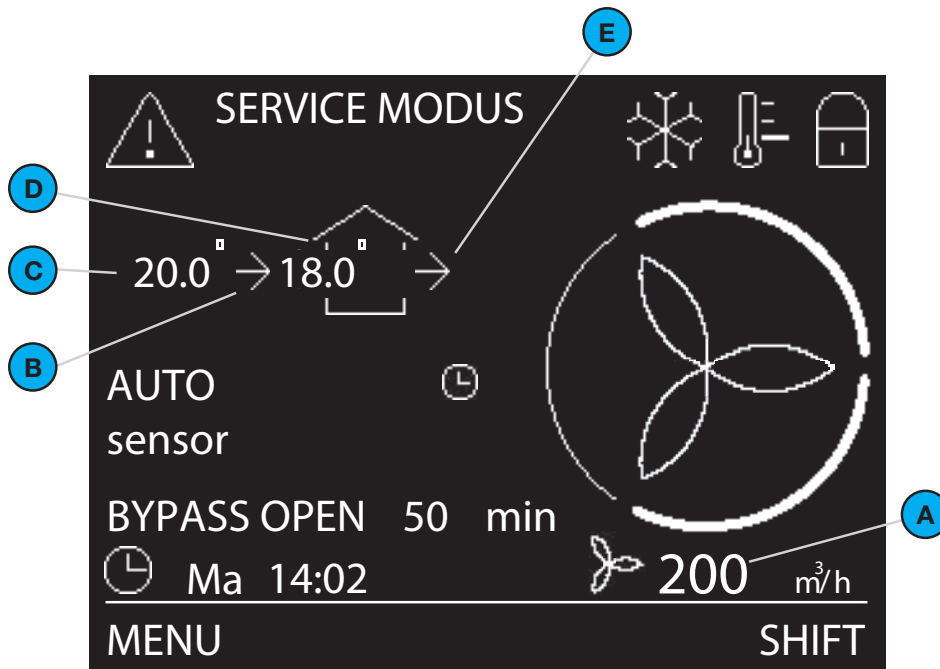 E
SERVICE MODUS
D
C
20.0° 18.0°
B
AUTO
sensor
BYPASS OPEN 50 min
A
Ma 14:02 200 m³/h
MENU SHIFT